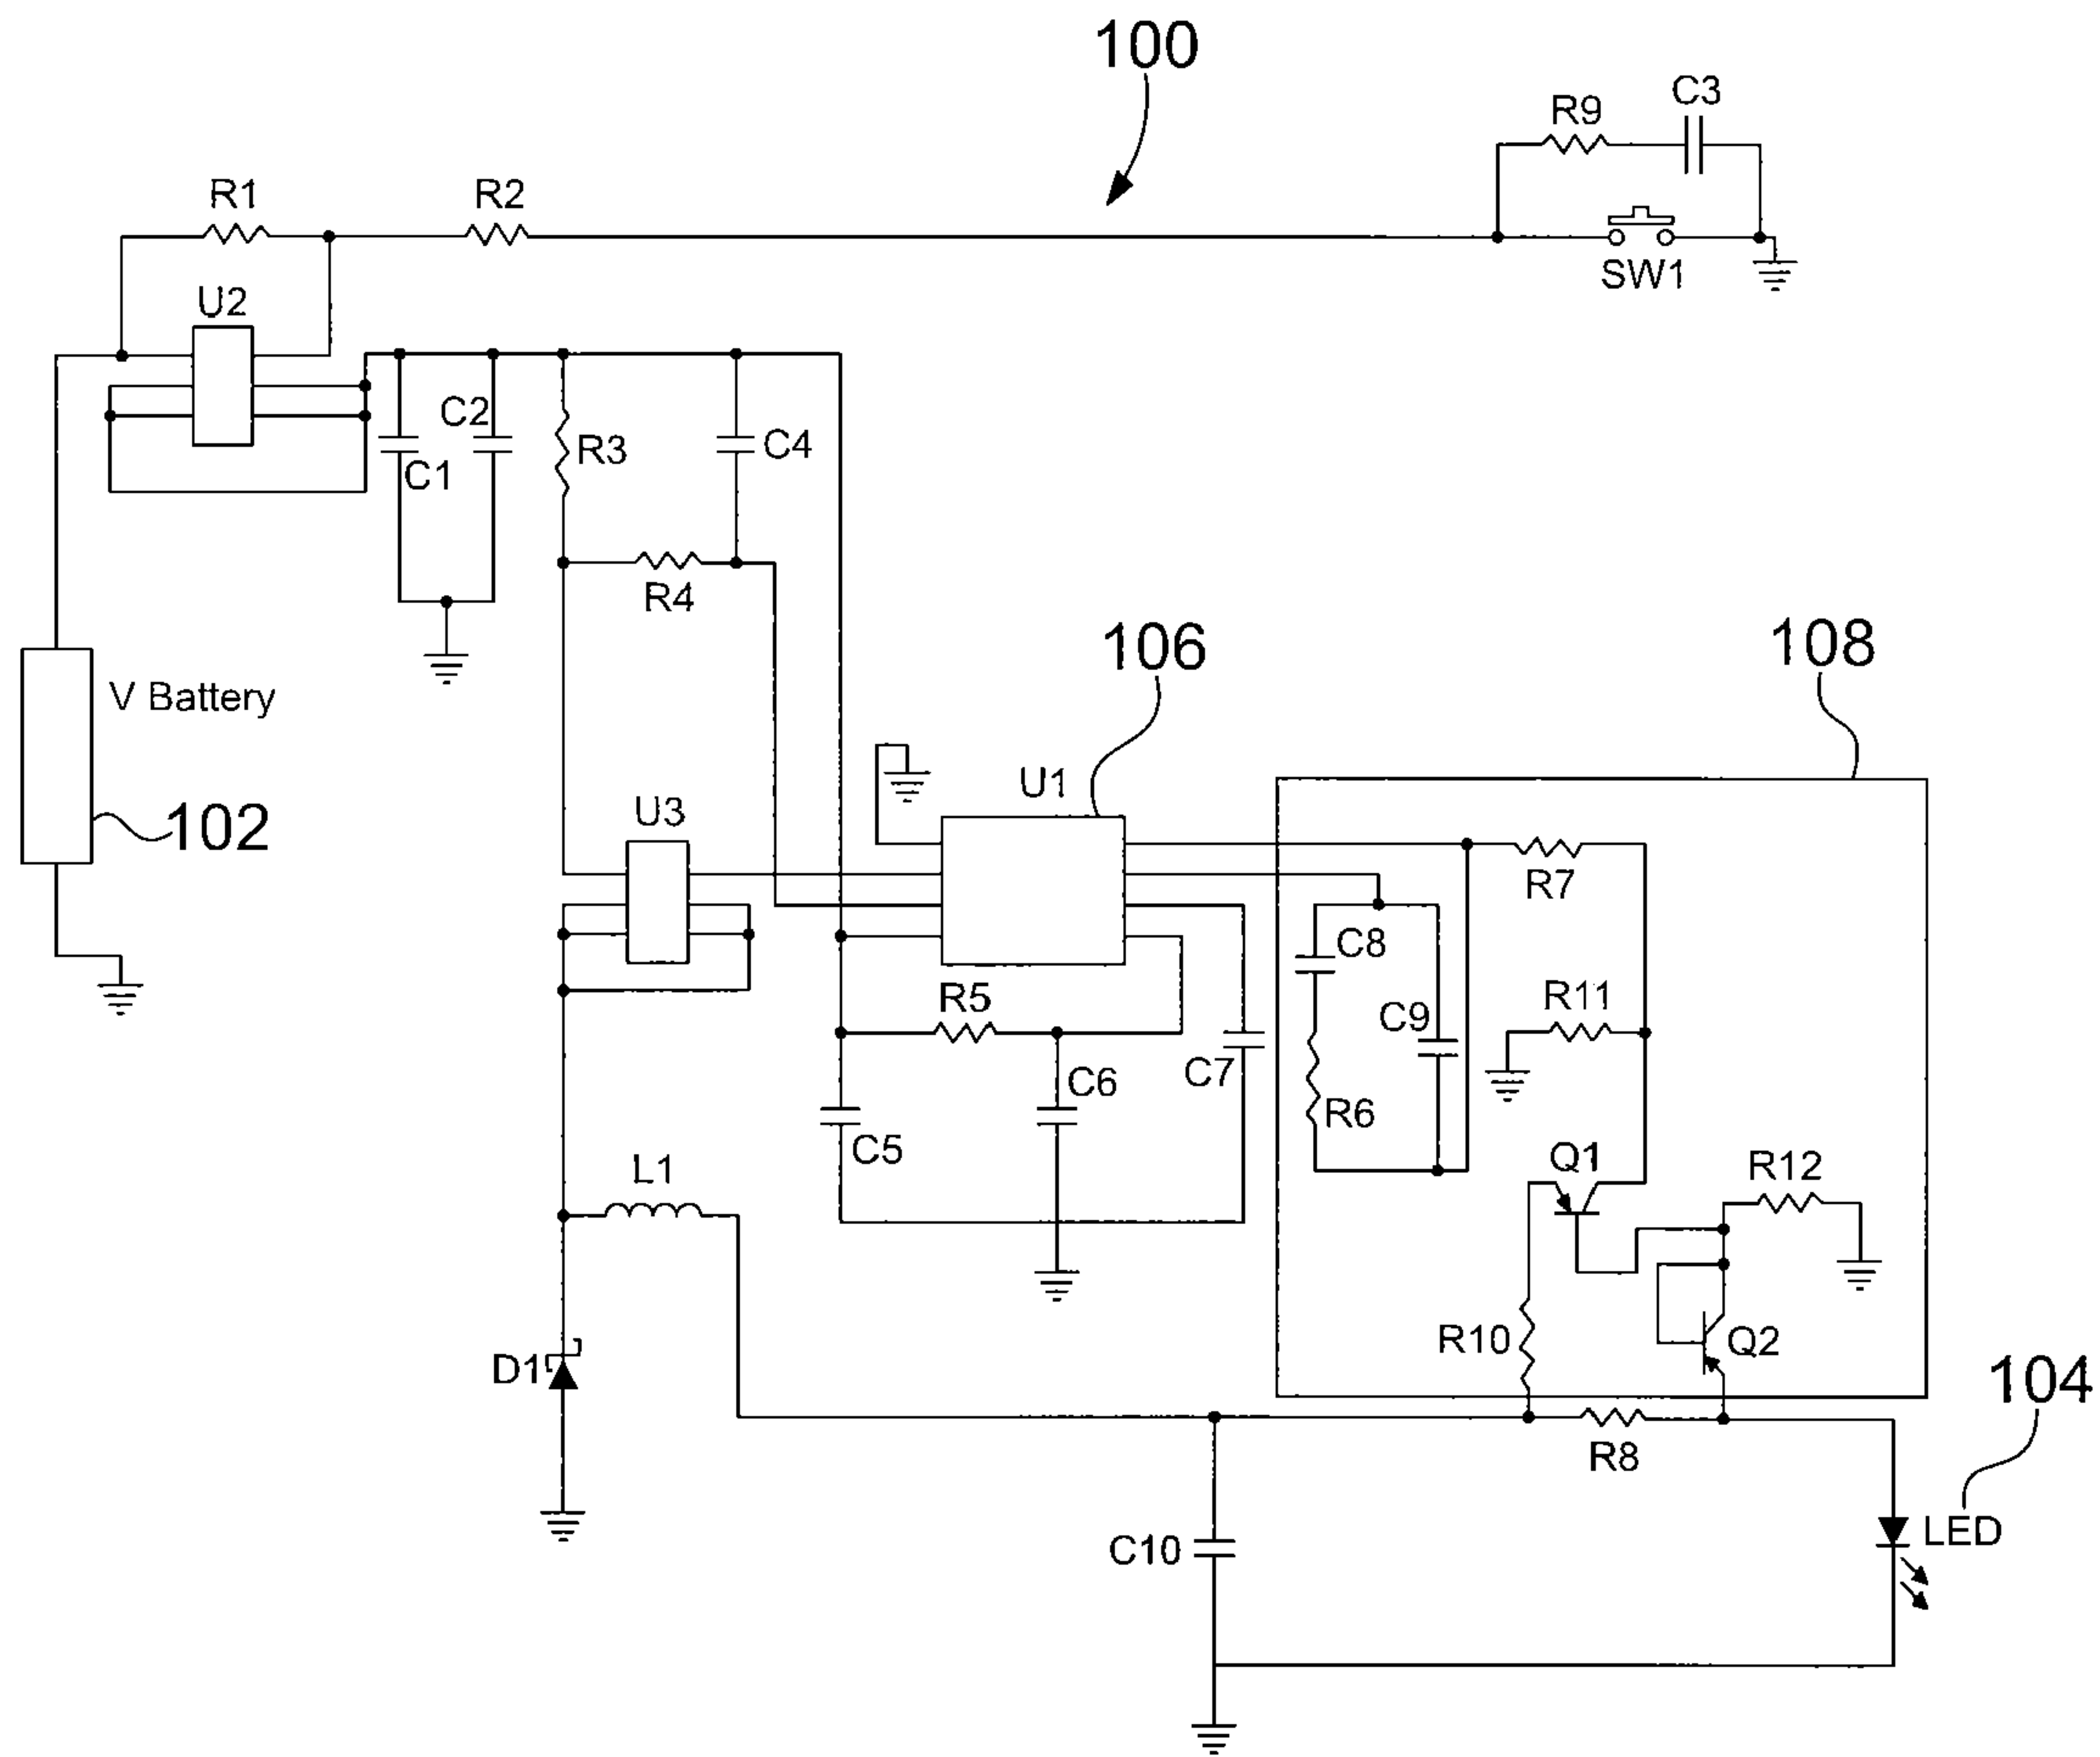 100
R9
C3
R1
R2
SW1
U2
C2
C1
R3
C4
R4
106
108
V Battery
102
U3
U1
R7
C8
R5
R11
C9
C7
C6
R6
C5
L1
Q1
R12
R10
Q2
D1
104
R8
C10
LED